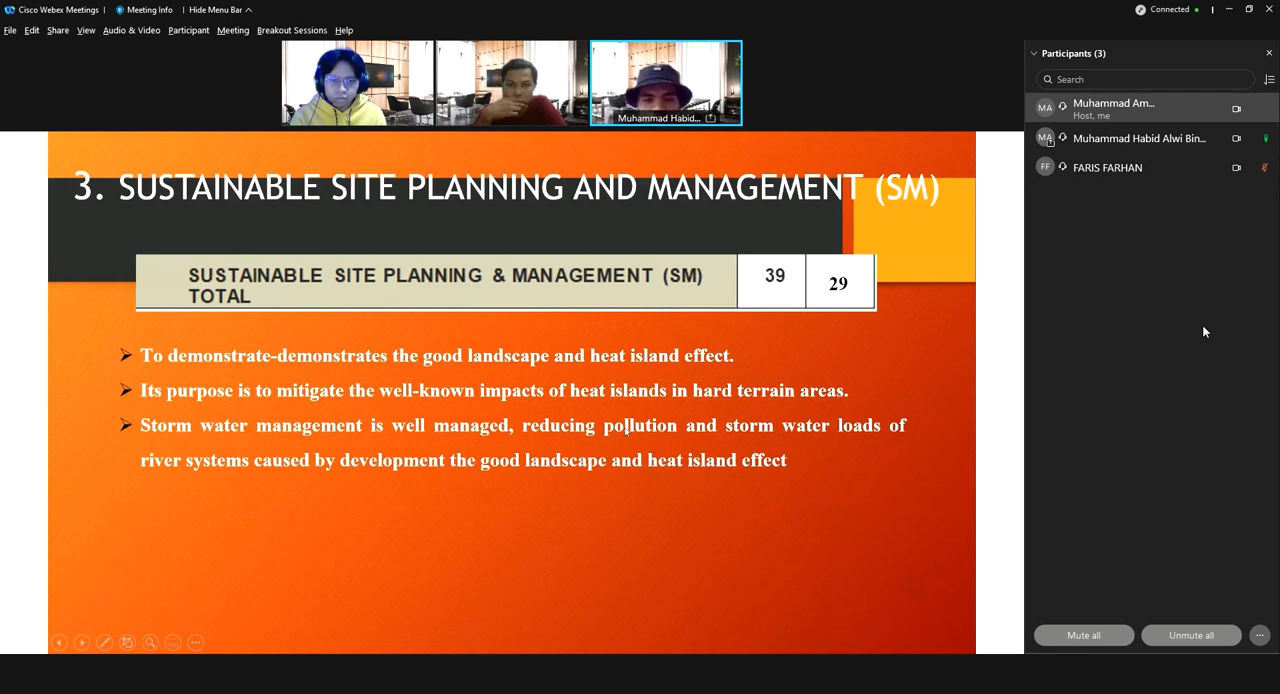 Cisco Webex Meetings
Meeting Info
Hide Menu Bar
Connected
File Edit Share View Audio & Video Participant Meeting Breakout Sessions Help
Muhammad Habid...
3. SUSTAINABLE SITE PLANNING AND MANAGEMENT (SM)
SUSTAINABLE SITE PLANNING & MANAGEMENT (SM) 39 29
TOTAL
To demonstrate-demonstrates the good landscape and heat island effect.
Its purpose is to mitigate the well-known impacts of heat islands in hard terrain areas.
Storm water management is well managed, reducing pollution and storm water loads of
river systems caused by development the good landscape and heat island effect
Participants (3)
Search
MA Muhammad Am...
Host, me
MA Muhammad Habid Alwi Bin...
FF FARIS FARHAN
Mute all
Unmute all